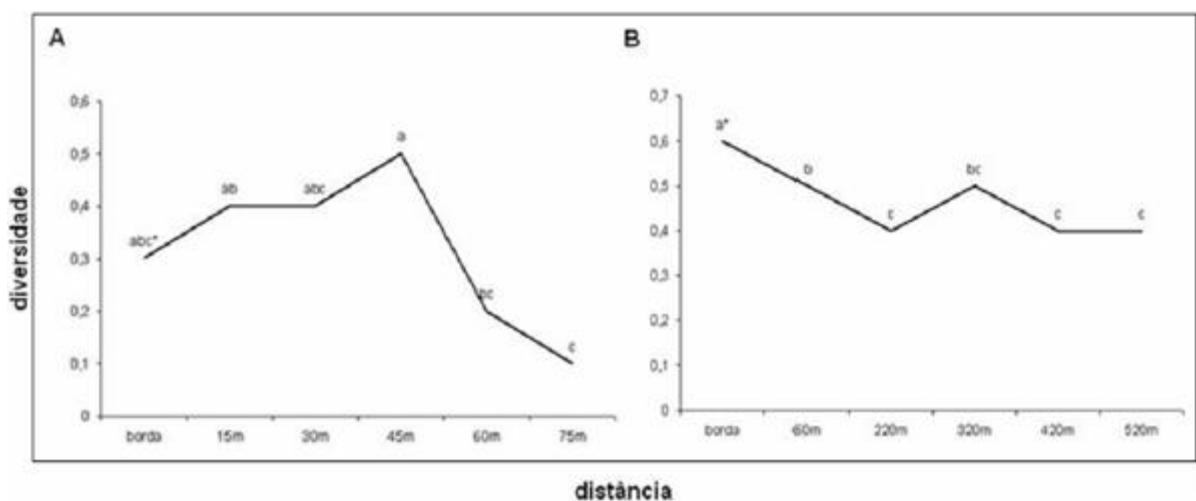 A
0,6
0,5
0,4
0,3
0,2
0,1
0
abc*
ab
abc
a
bc
c
borda 15m 30m 45m 60m 75m
B
0,7
0,6
0,5
0,4
0,3
0,2
0,1
0
a*
b
c
bc
c
c
borda 60m 220m 320m 420m 520m
diversidade
distância